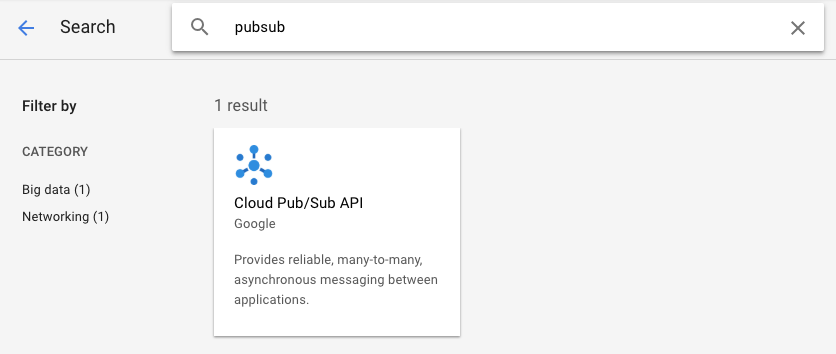 Search
pubsub
Filter by
CATEGORY
Big data (1)
Networking (1)
1 result
Cloud Pub/Sub API
Google
Provides reliable, many-to-many,
asynchronous messaging between
applications.